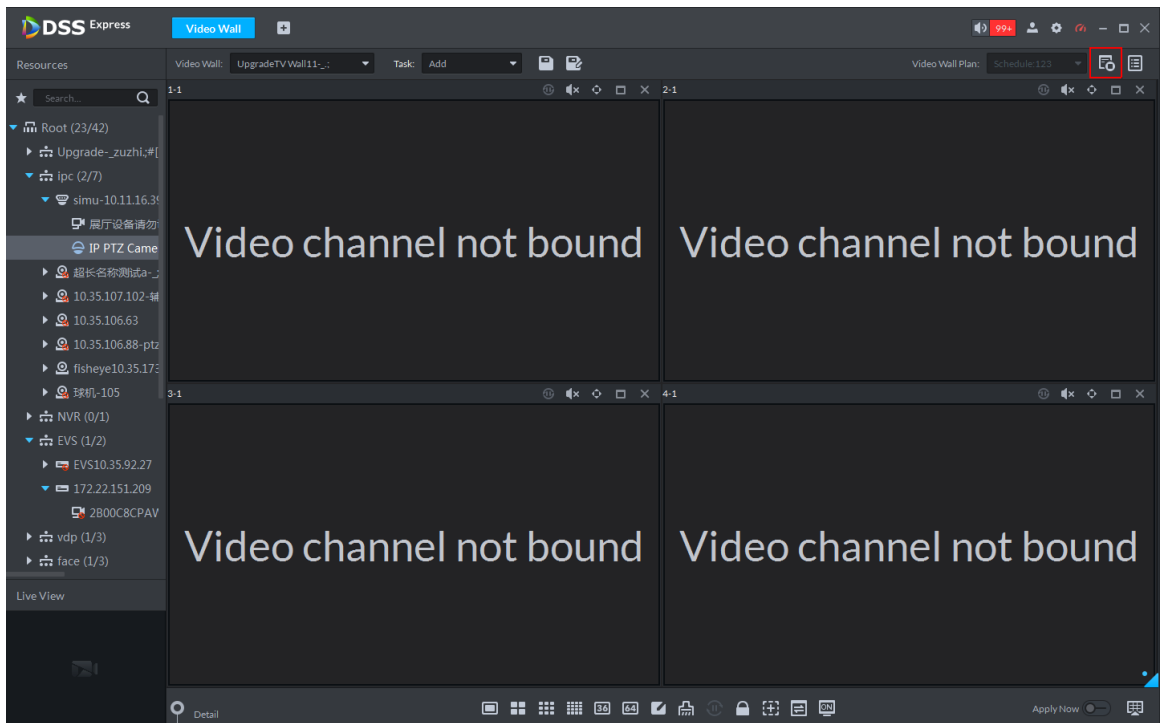 DSS Express
Video Wall
99+
Resources
Video Wall: UpgradeTV Wall11-_.;
Task: Add
Video Wall Plan: Schedule:123
Search...
1-1
2-1
Root (23/42)
Upgrade-_zuzhi.;#[
ipc (2/7)
simu-10.11.16.39
展厅设备请勿
IP PTZ Came
超长名称测试a-_
10.35.107.102-辅
10.35.106.63
10.35.106.88-ptz
fisheye10.35.173
球机-105
NVR (0/1)
EVS (1/2)
EVS10.35.92.27
172.22.151.209
2B00C8CPAV
vdp (1/3)
face (1/3)
Video channel not bound
Video channel not bound
3-1
4-1
Video channel not bound
Video channel not bound
Live View
Detail
36
64
ON
Apply Now